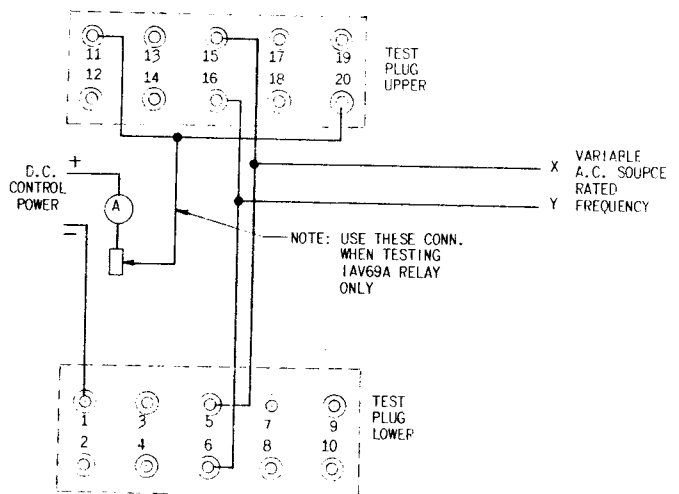 11 13 15 17 19
12 14 16 18 20
TEST
PLUG
UPPER
D.C.
CONTROL
POWER
+
−
A
X
Y
VARIABLE
A.C. SOUPCE
RATED
FREQUENCY
NOTE: USE THESE CONN.
WHEN TESTING
IAV69A RELAY
ONLY
1 3 5 7 9
2 4 6 8 10
TEST
PLUG
LOWER